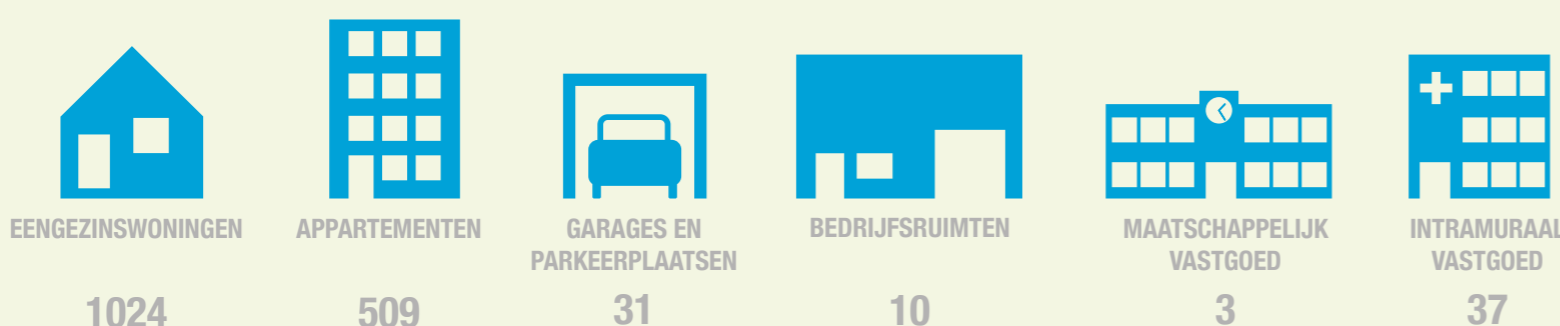 EENGEZINSWONINGEN
1024
APPARTEMENTEN
509
GARAGES EN
PARKEERPLAATSEN
31
BEDRIJFSRUIMTEN
10
MAATSCHAPPELIJK
VASTGOED
3
INTRAMURAAL
VASTGOED
37